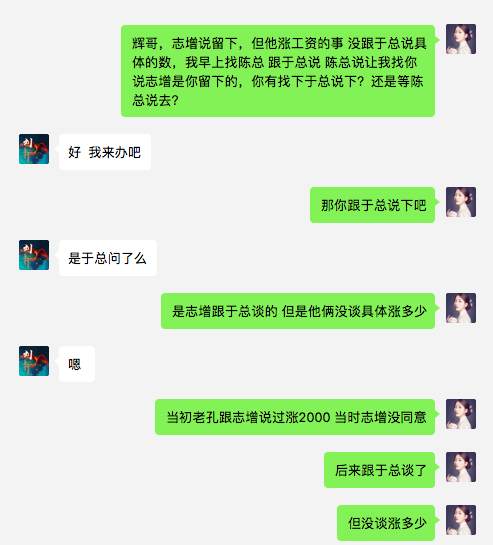 辉哥，志增说留下，但他涨工资的事 没跟于总说具
体的数，我早上找陈总 跟于总说 陈总说让我找你
说志增是你留下的，你有找下于总说下？还是等陈
总说去？
好  我来办吧
那你跟于总说下吧
是于总问了么
是志增跟于总谈的 但是他俩没谈具体涨多少
嗯
当初老孔跟志增说过涨2000 当时志增没同意
后来跟于总谈了
但没谈涨多少